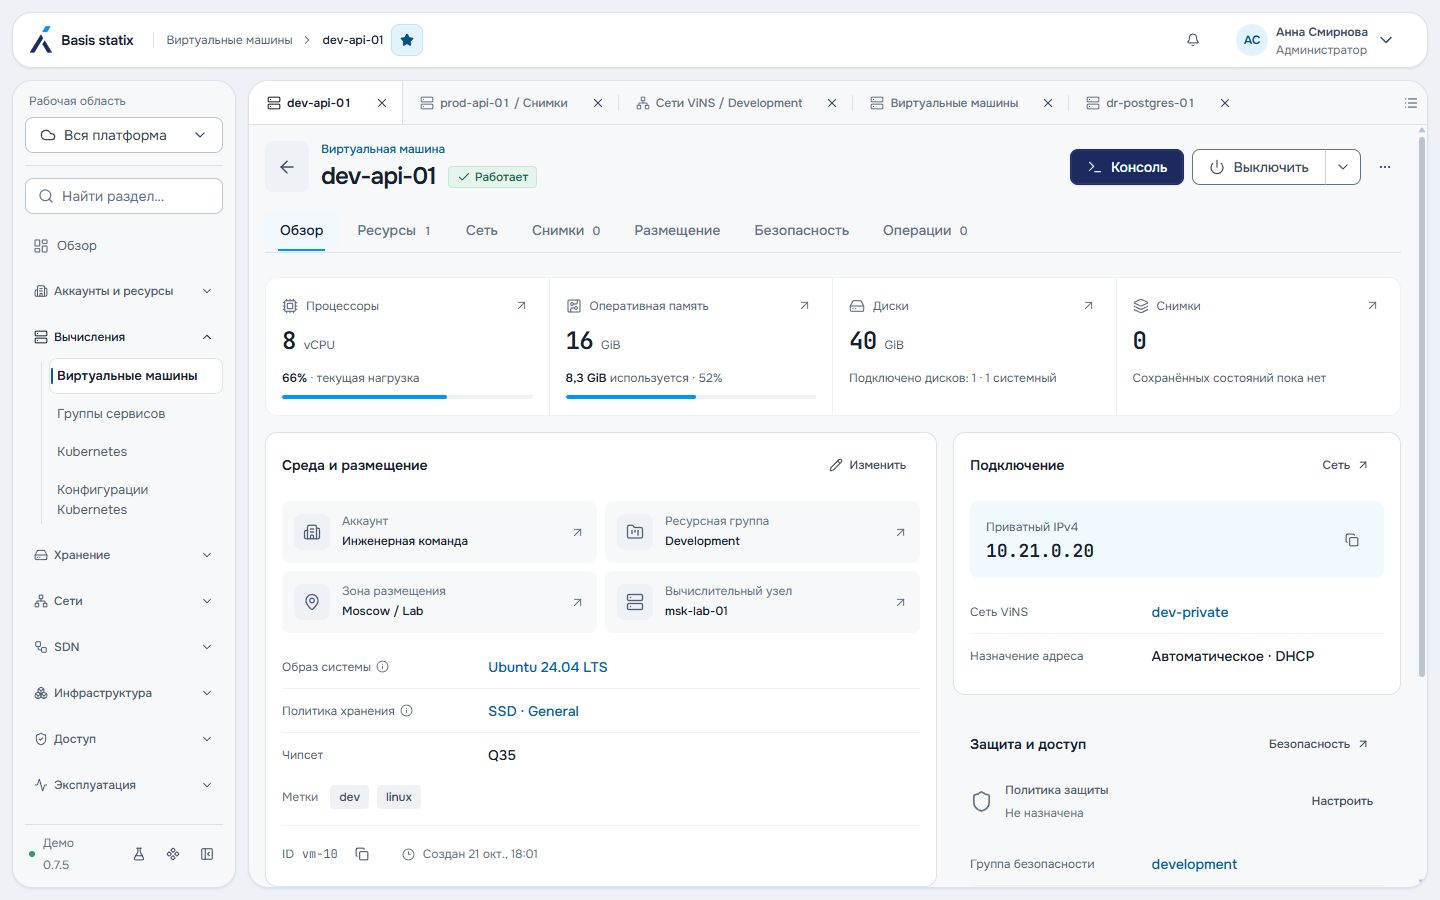 Basis statix
Виртуальные машины
dev-api-01
АС
Анна Смирнова
Администратор
Рабочая область
Вся платформа
Найти раздел...
Обзор
Аккаунты и ресурсы
Вычисления
Виртуальные машины
Группы сервисов
Kubernetes
Конфигурации
Kubernetes
Хранение
Сети
SDN
Инфраструктура
Доступ
Эксплуатация
Демо
0.7.5
dev-api-01
prod-api-01 / Снимки
Сети ViNS / Development
Виртуальные машины
dr-postgres-01
Виртуальная машина
dev-api-01
Работает
Консоль
Выключить
Обзор
Ресурсы 1
Сеть
Снимки 0
Размещение
Безопасность
Операции 0
Процессоры
8 vCPU
66% · текущая нагрузка
Оперативная память
16 GiB
8,3 GiB используется · 52%
Диски
40 GiB
Подключено дисков: 1 · 1 системный
Снимки
0
Сохранённых состояний пока нет
Среда и размещение
Изменить
Аккаунт
Инженерная команда
Ресурсная группа
Development
Зона размещения
Moscow / Lab
Вычислительный узел
msk-lab-01
Образ системы
Ubuntu 24.04 LTS
Политика хранения
SSD · General
Чипсет
Q35
Метки
dev
linux
ID vm-10
Создан 21 окт., 18:01
Подключение
Сеть
Приватный IPv4
10.21.0.20
Сеть ViNS
dev-private
Назначение адреса
Автоматическое · DHCP
Защита и доступ
Безопасность
Политика защиты
Не назначена
Настроить
Группа безопасности
development